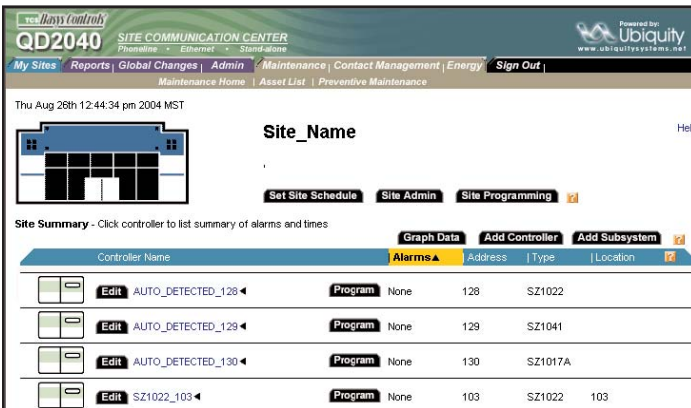 TCS/Basys Controls
QD2040 SITE COMMUNICATION CENTER
Phoneline • Ethernet • Stand-alone
Powered by:
Ubiquity
www.ubiquitysystems.net
My Sites Reports | Global Changes | Admin Maintenance | Contact Management | Energy Sign Out |
Maintenance Home | Asset List | Preventive Maintenance
Thu Aug 26th 12:44:34 pm 2004 MST
Site_Name
Hel
,
Set Site Schedule Site Admin Site Programming ?
Site Summary - Click controller to list summary of alarms and times
Graph Data Add Controller Add Subsystem ?
Controller Name | Alarms▲ | Address | Type | Location ?
Edit AUTO_DETECTED_128◄ Program None 128 SZ1022
Edit AUTO_DETECTED_129◄ Program None 129 SZ1041
Edit AUTO_DETECTED_130◄ Program None 130 SZ1017A
Edit SZ1022_103◄ Program None 103 SZ1022 103